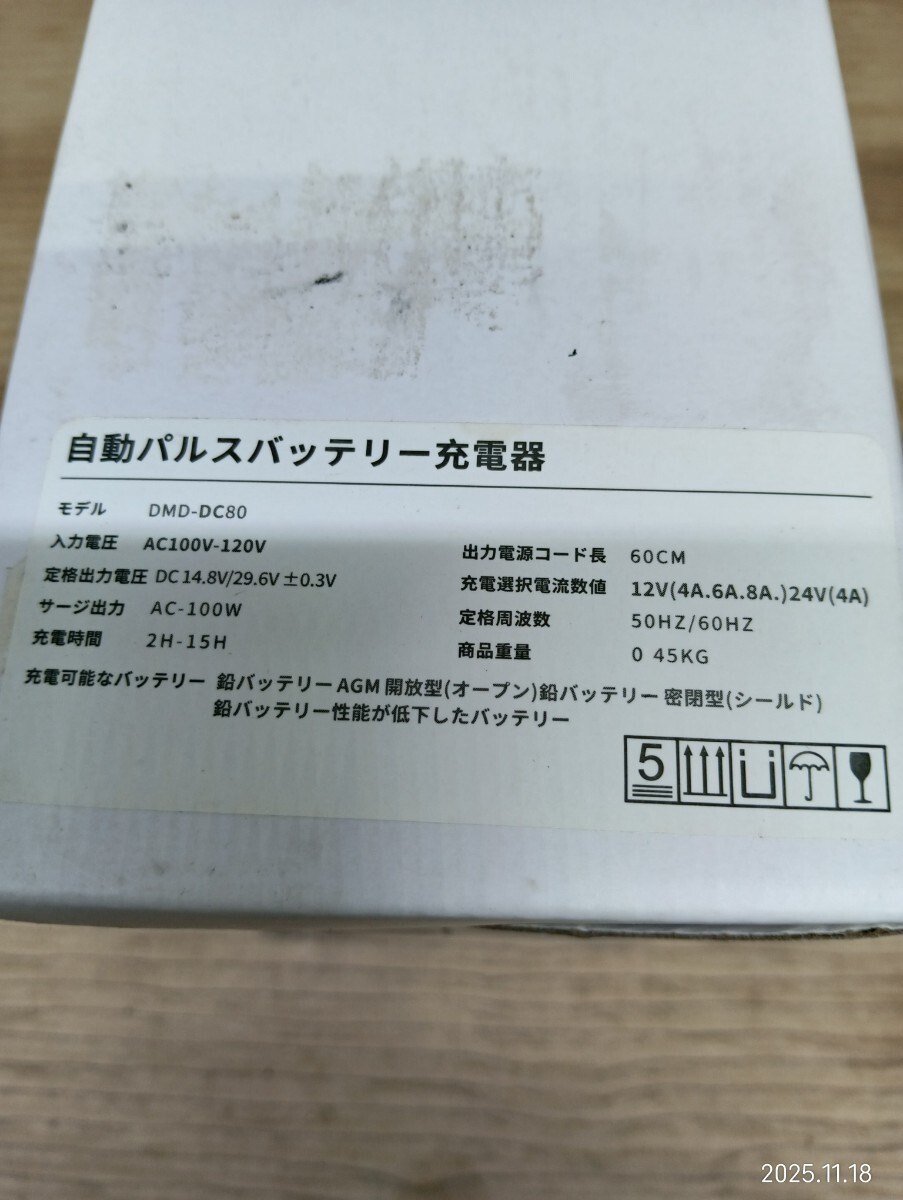 自動パルスバッテリー充電器
モデル DMD-DC80
入力電圧 AC100V-120V
定格出力電圧 DC 14.8V/29.6V ±0.3V
サージ出力 AC-100W
充電時間 2H-15H
出力電源コード長 60CM
充電選択電流数値 12V(4A.6A.8A.)24V(4A)
定格周波数 50HZ/60HZ
商品重量 0 45KG
充電可能なバッテリー 鉛バッテリー AGM 開放型(オープン)鉛バッテリー 密閉型(シールド)
鉛バッテリー性能が低下したバッテリー
5
2025.11.18